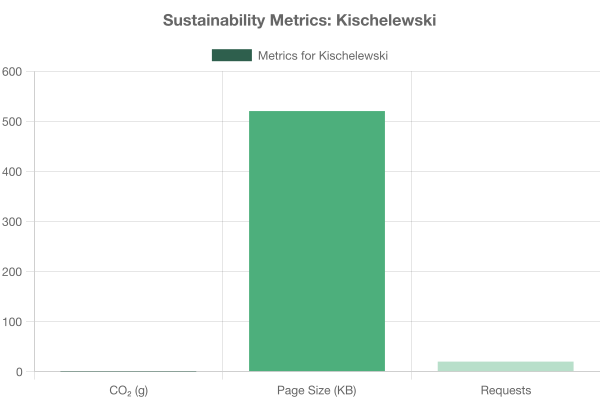 Sustainability Metrics: Kischelewski
Metrics for Kischelewski
600
500
400
300
200
100
0
CO₂ (g)
Page Size (KB)
Requests